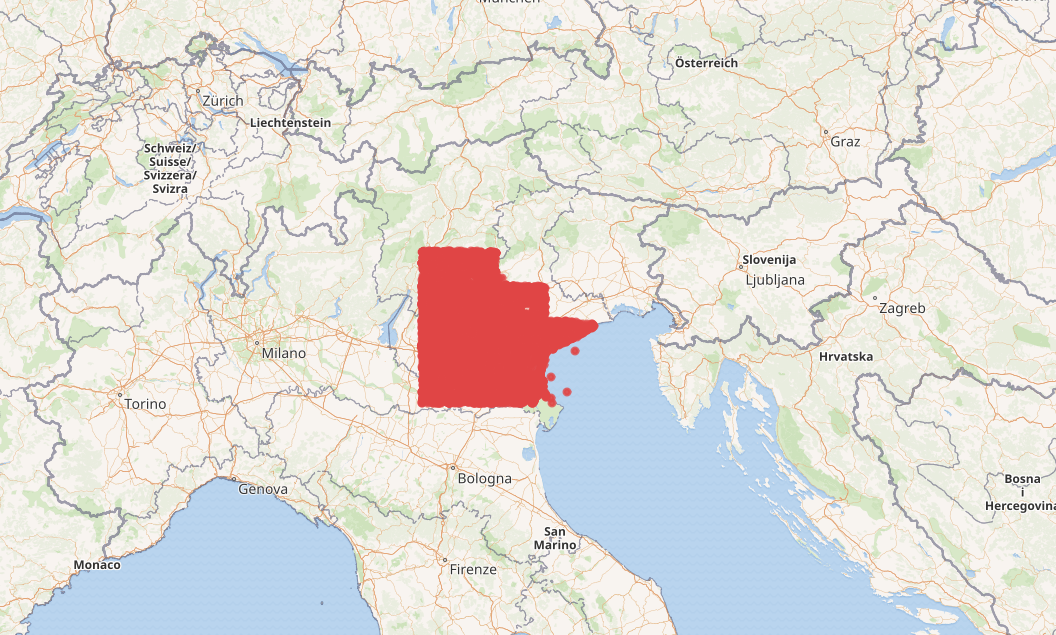 Österreich
Zürich
Liechtenstein
Graz
Schweiz/
Suisse/
Svizzera/
Svizra
Slovenija
Ljubljana
Zagreb
Milano
Hrvatska
Torino
Bologna
Genova
Bosna
i
Hercegovina
San
Marino
Monaco
Firenze